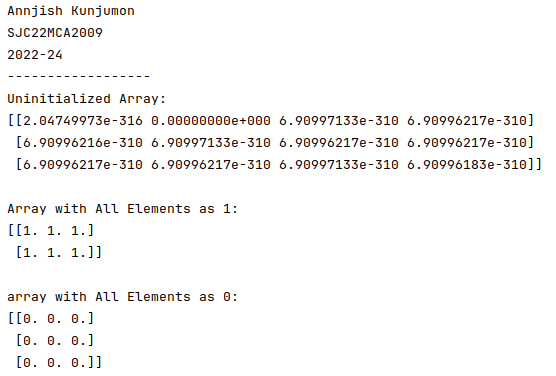 Annjish Kunjumon
SJC22MCA2009
2022-24
------------------
Uninitialized Array:
[[2.04749973e-316 0.00000000e+000 6.90997133e-310 6.90996217e-310]
 [6.90996216e-310 6.90997133e-310 6.90996217e-310 6.90996217e-310]
 [6.90996217e-310 6.90996217e-310 6.90997133e-310 6.90996183e-310]]
Array with All Elements as 1:
[[1. 1. 1.]
 [1. 1. 1.]]
array with All Elements as 0:
[[0. 0. 0.]
 [0. 0. 0.]
 [0. 0. 0.]]